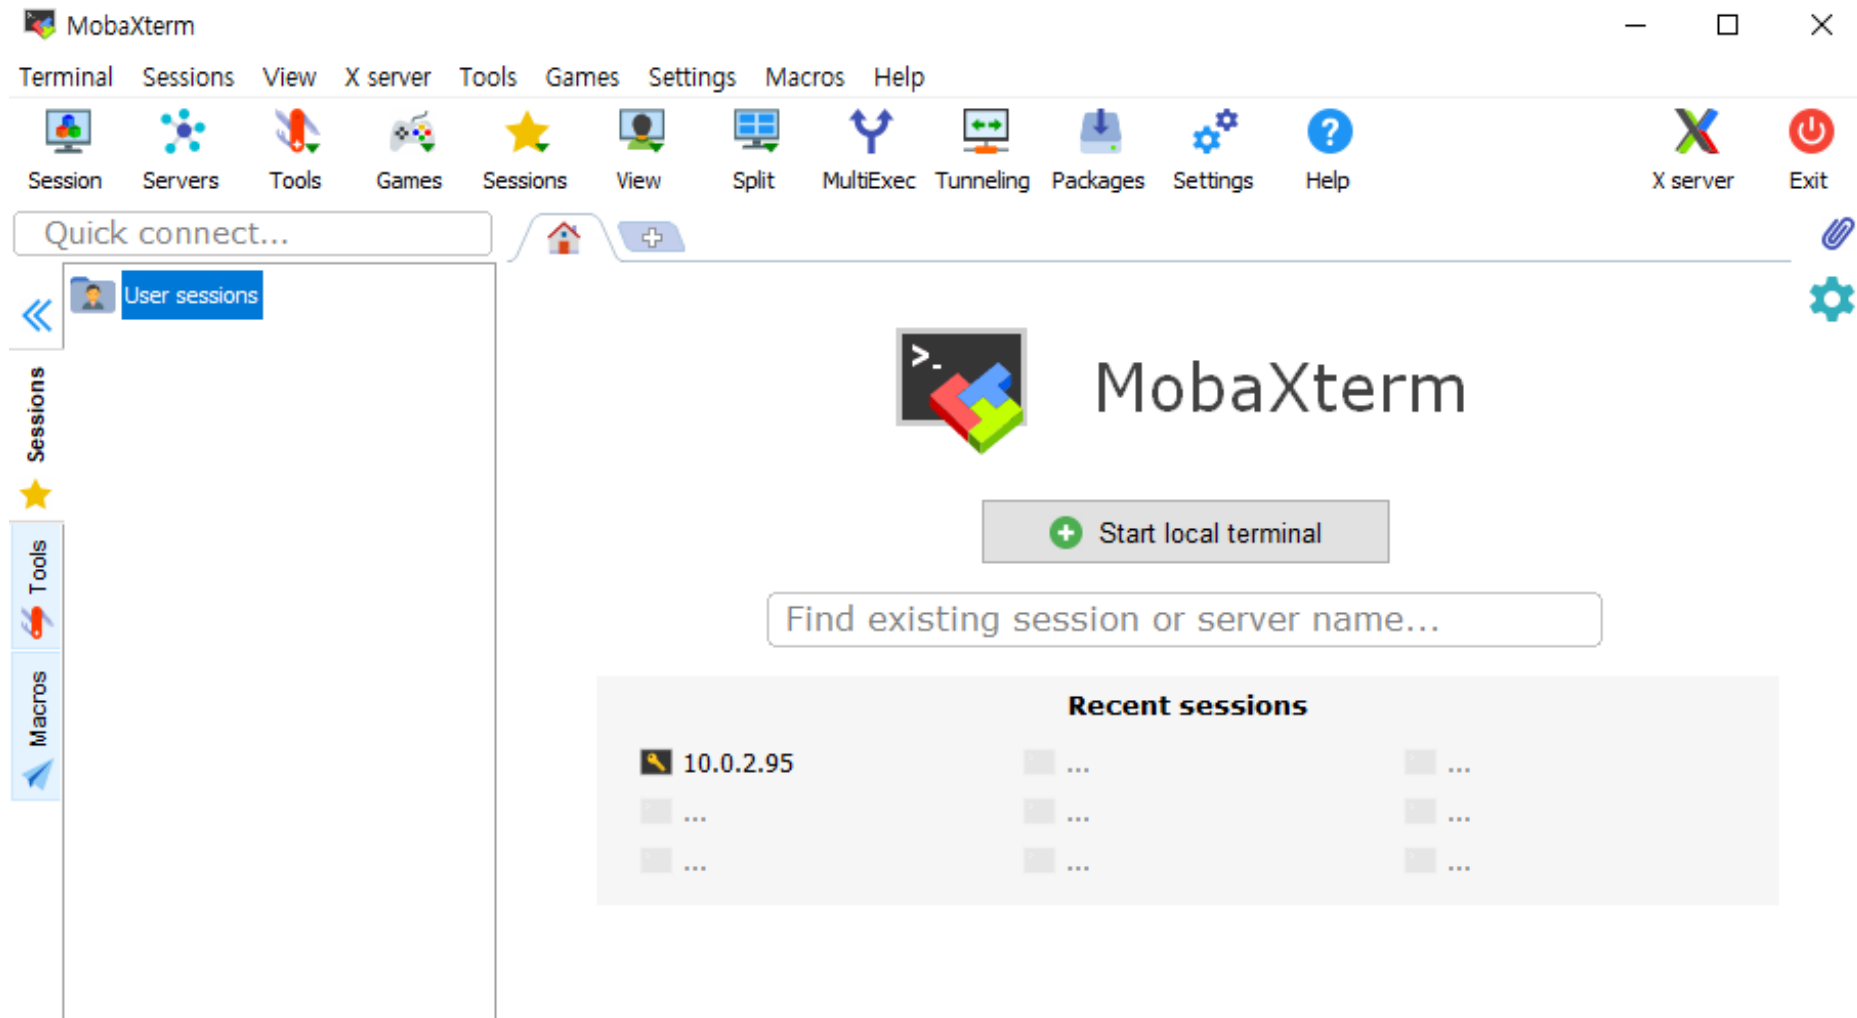 MobaXterm
Terminal Sessions View X server Tools Games Settings Macros Help
Session Servers Tools Games Sessions View Split MultiExec Tunneling Packages Settings Help X server Exit
Quick connect...
User sessions
Sessions
Tools
Macros
>_
MobaXterm
Start local terminal
Find existing session or server name...
Recent sessions
10.0.2.95 ... ...
... ... ...
... ... ...